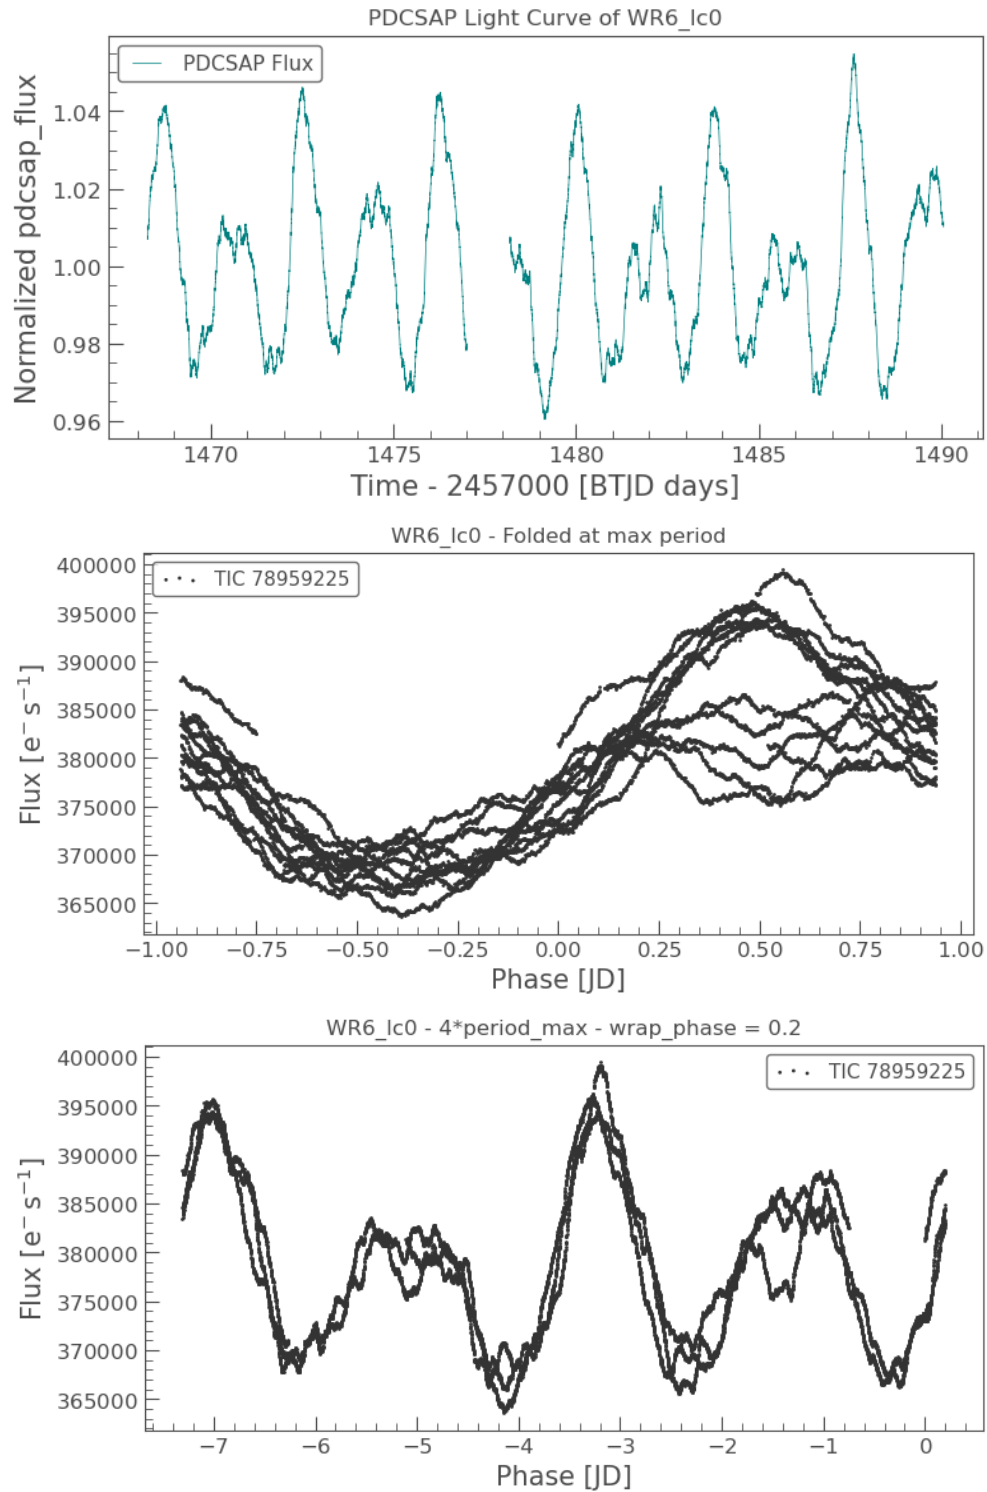 PDCSAP Light Curve of WR6_lc0
PDCSAP Flux
Normalized pdcsap_flux
1.04
1.02
1.00
0.98
0.96
1470 1475 1480 1485 1490
Time - 2457000 [BTJD days]
WR6_lc0 - Folded at max period
TIC 78959225
Flux [e⁻ s⁻¹]
400000
395000
390000
385000
380000
375000
370000
365000
−1.00 −0.75 −0.50 −0.25 0.00 0.25 0.50 0.75 1.00
Phase [JD]
WR6_lc0 - 4*period_max - wrap_phase = 0.2
TIC 78959225
Flux [e⁻ s⁻¹]
400000
395000
390000
385000
380000
375000
370000
365000
−7 −6 −5 −4 −3 −2 −1 0
Phase [JD]